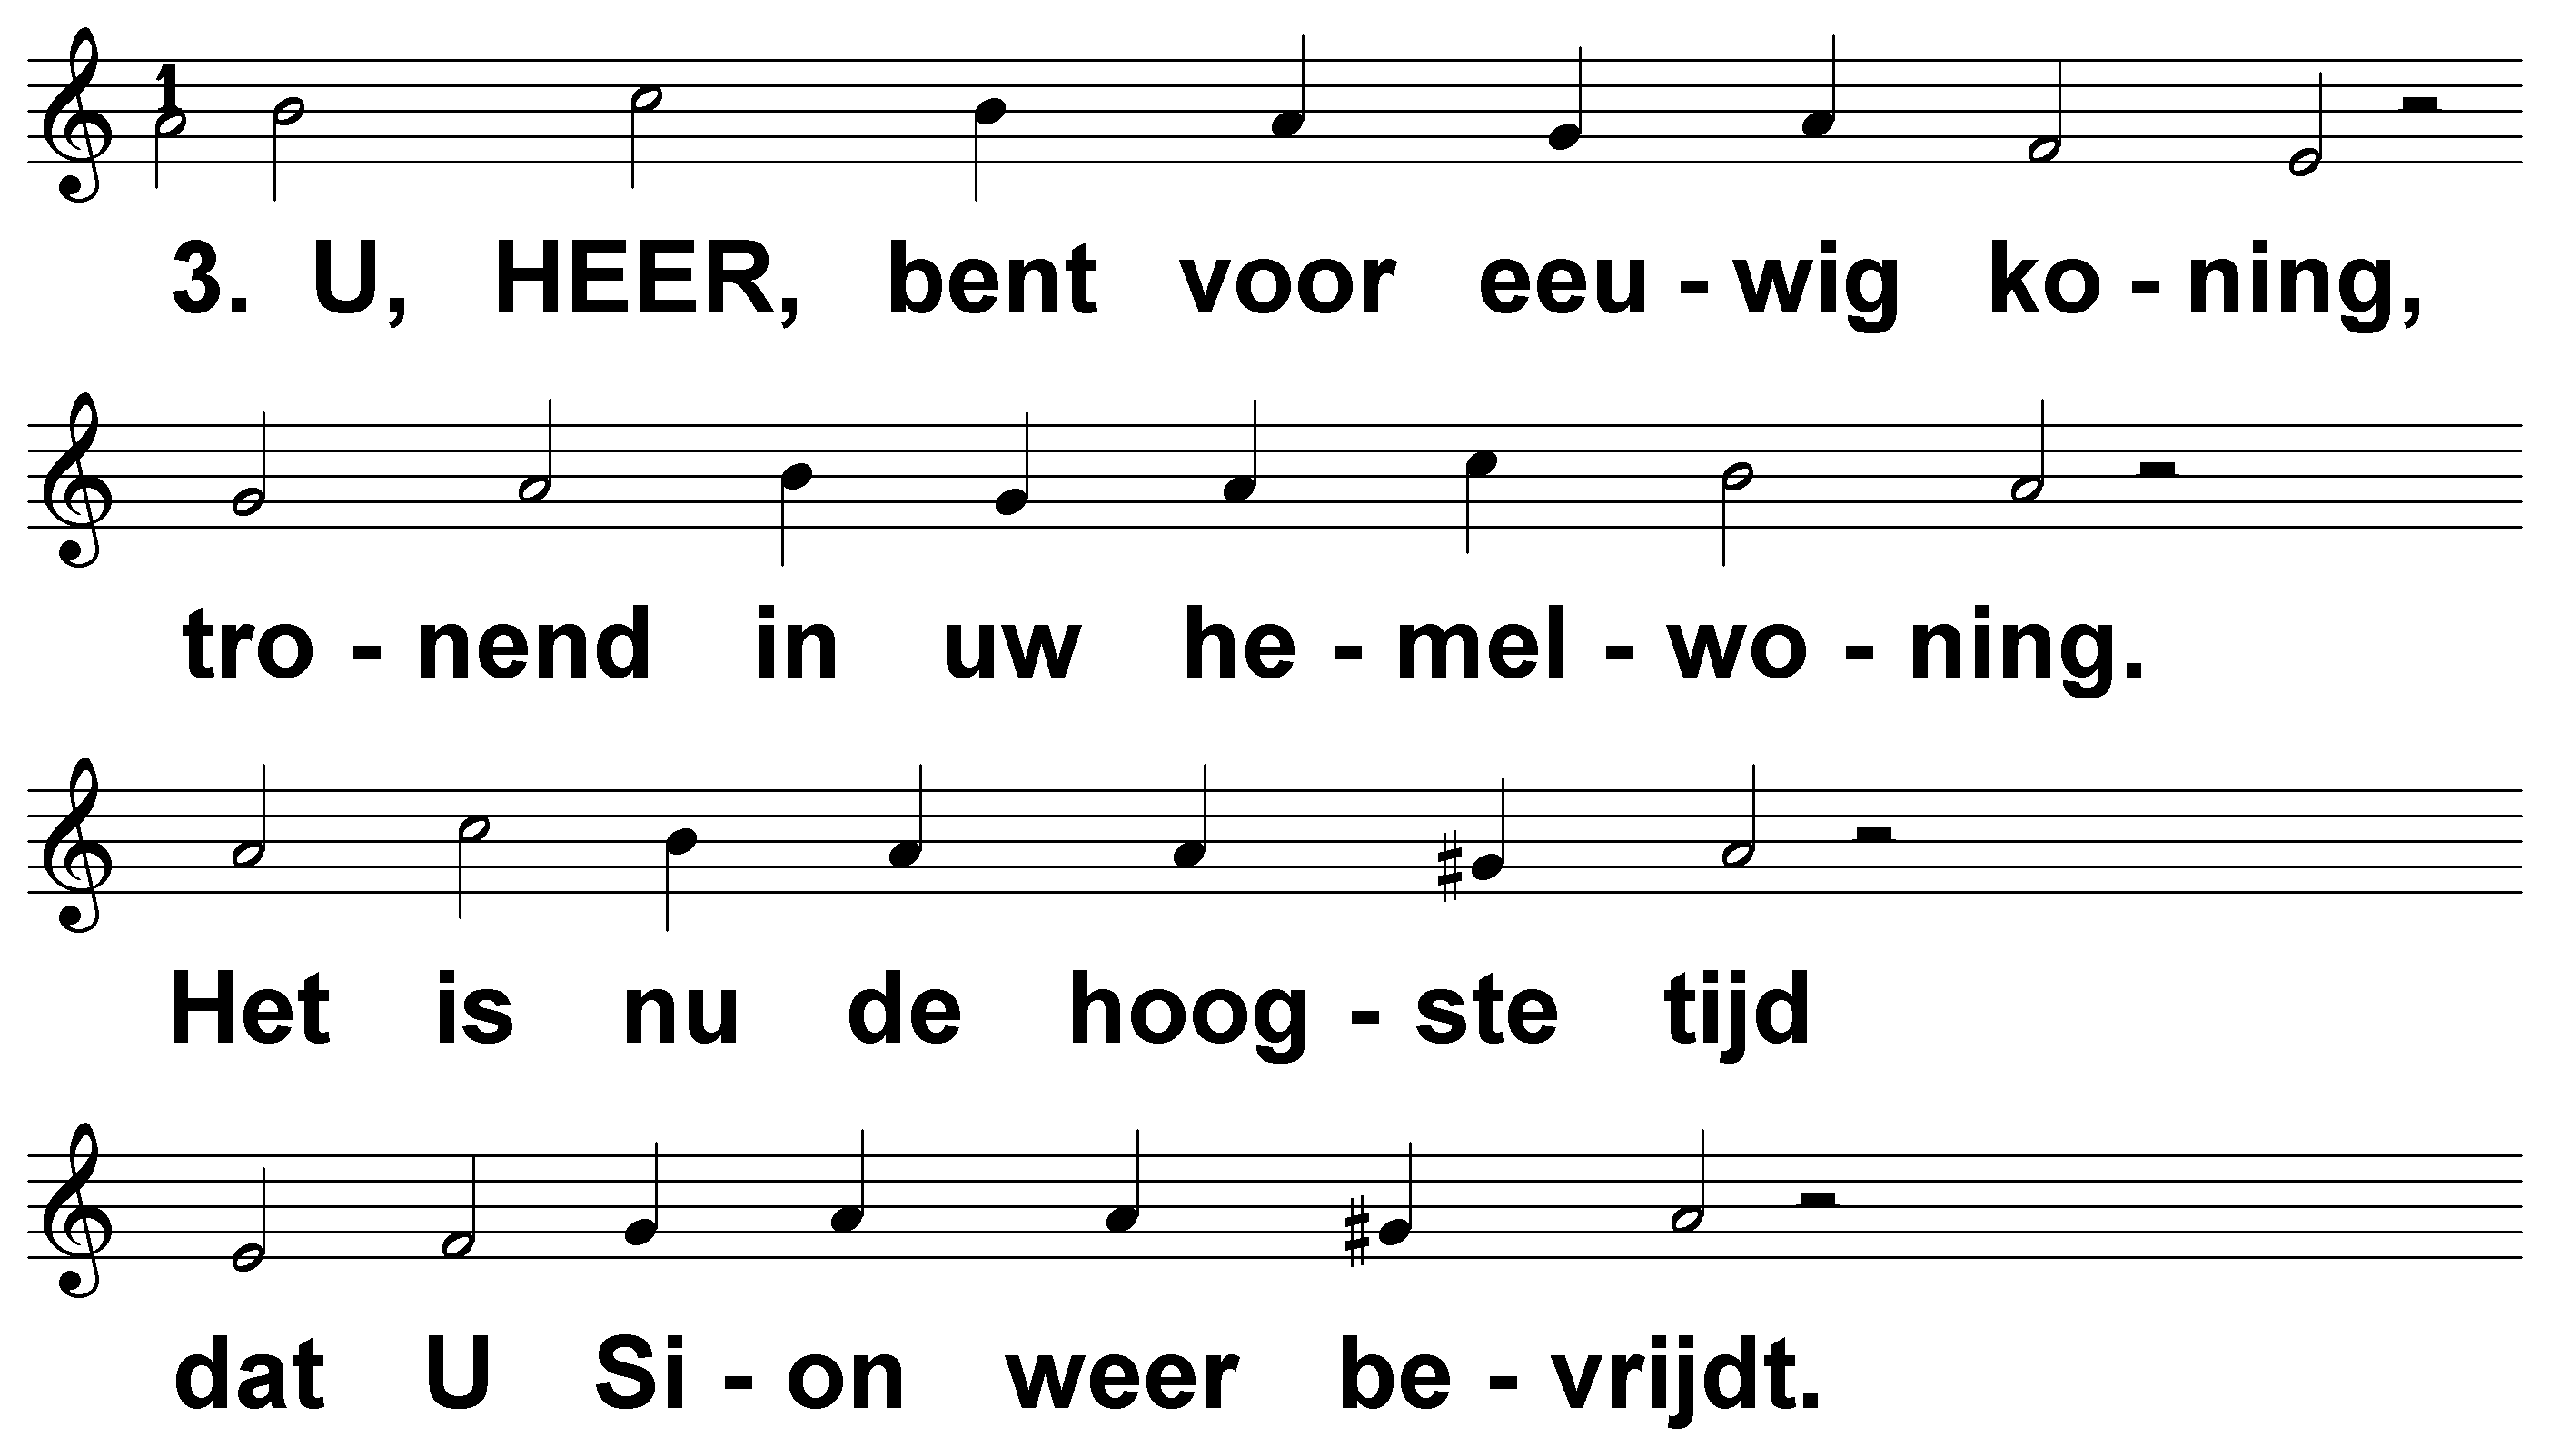 1
3. U, HEER, bent voor eeu - wig ko - ning,
tro - nend in uw he - mel - wo - ning.
Het is nu de hoog - ste tijd
dat U Si - on weer be - vrijdt.